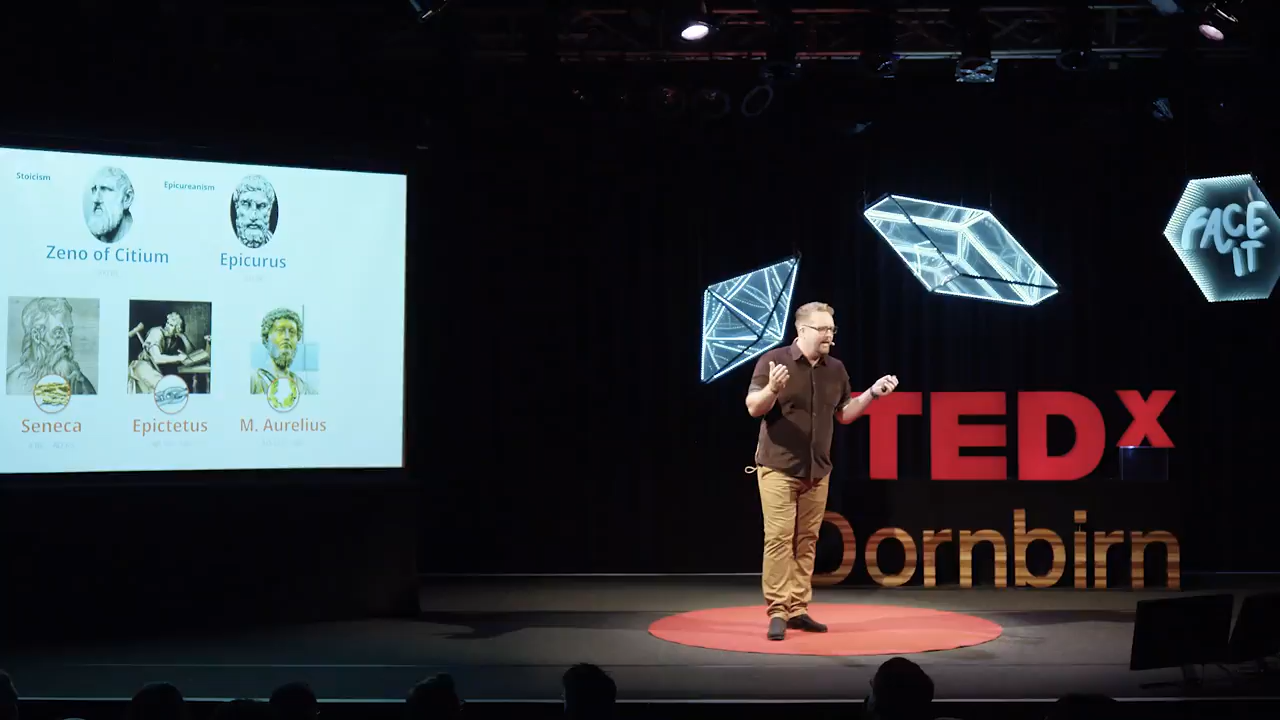 Stoicism
Epicureanism
Zeno of Citium
Epicurus
Seneca
Epictetus
M. Aurelius
FACE
IT
TEDx
Dornbirn